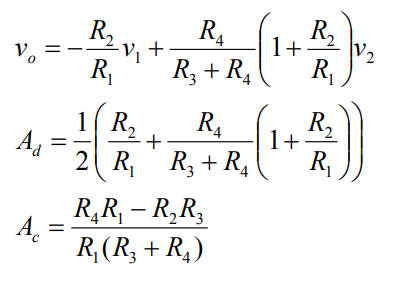 v_o = -\frac{R_2}{R_1} v_1 + \frac{R_4}{R_3 + R_4} \left( 1 + \frac{R_2}{R_1} \right) v_2
A_d = \frac{1}{2} \left( \frac{R_2}{R_1} + \frac{R_4}{R_3 + R_4} \left( 1 + \frac{R_2}{R_1} \right) \right)
A_c = \frac{R_4 R_1 - R_2 R_3}{R_1 (R_3 + R_4)}